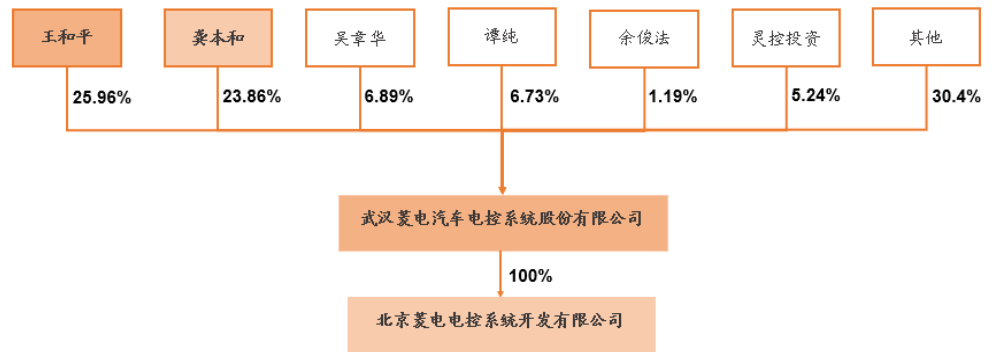 王和平
龚本和
吴章华
谭纯
余俊法
灵控投资
其他
25.96%
23.86%
6.89%
6.73%
1.19%
5.24%
30.4%
武汉菱电汽车电控系统股份有限公司
100%
北京菱电电控系统开发有限公司